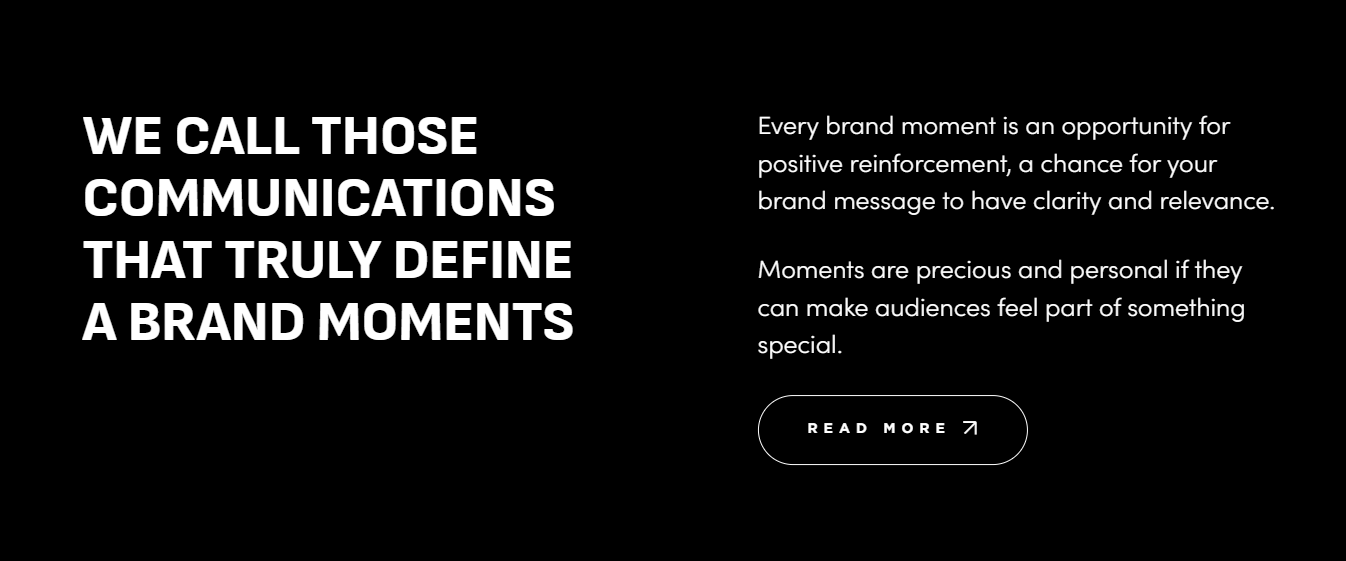 WE CALL THOSE
COMMUNICATIONS
THAT TRULY DEFINE
A BRAND MOMENTS
Every brand moment is an opportunity for
positive reinforcement, a chance for your
brand message to have clarity and relevance.
Moments are precious and personal if they
can make audiences feel part of something
special.
READ MORE